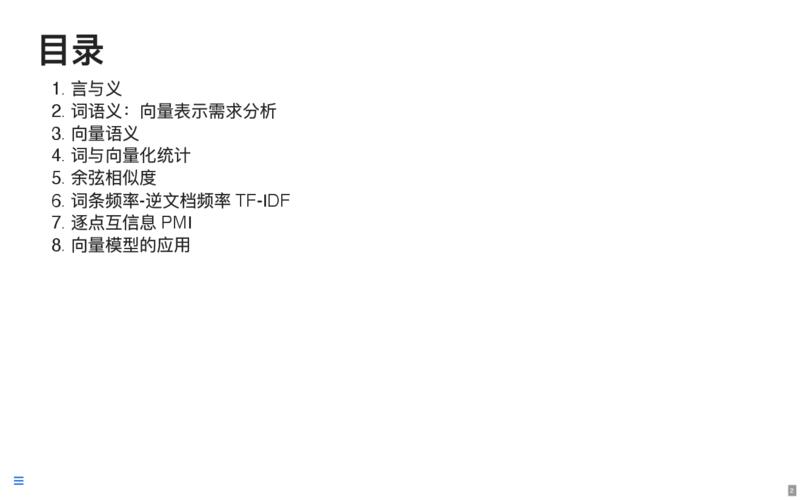 目录
1. 言与义
2. 词语义：向量表示需求分析
3. 向量语义
4. 词与向量化统计
5. 余弦相似度
6. 词条频率-逆文档频率 TF-IDF
7. 逐点互信息 PMI
8. 向量模型的应用
2